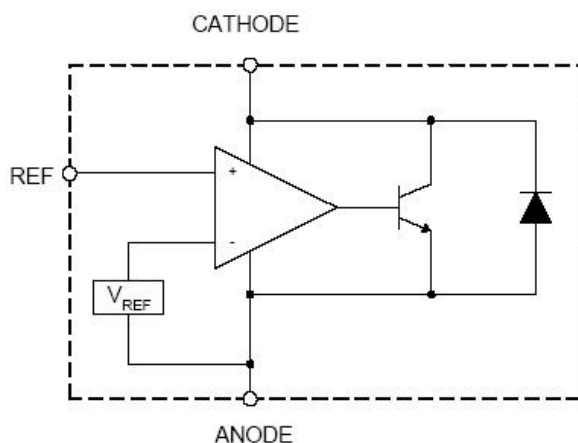 CATHODE
REF
+
-
VREF
ANODE